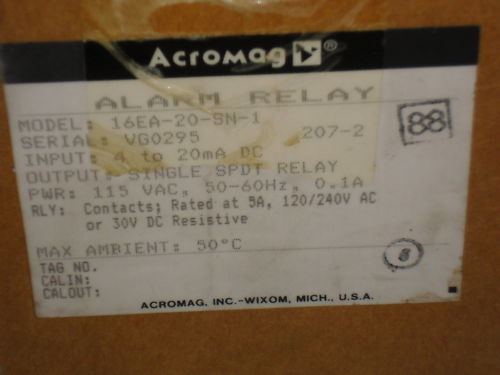 Acromag®
ALARM RELAY
MODEL: 16EA-20-SN-1
SERIAL: VG0295 207-2
88
INPUT: 4 to 20mA DC
OUTPUT: SINGLE SPDT RELAY
PWR: 115 VAC, 50-60Hz, 0.1A
RLY: Contacts; Rated at 5A, 120/240V AC
or 30V DC Resistive
MAX AMBIENT: 50°C
TAG NO.
CALIN:
CALOUT:
ACROMAG, INC.-WIXOM, MICH., U.S.A.